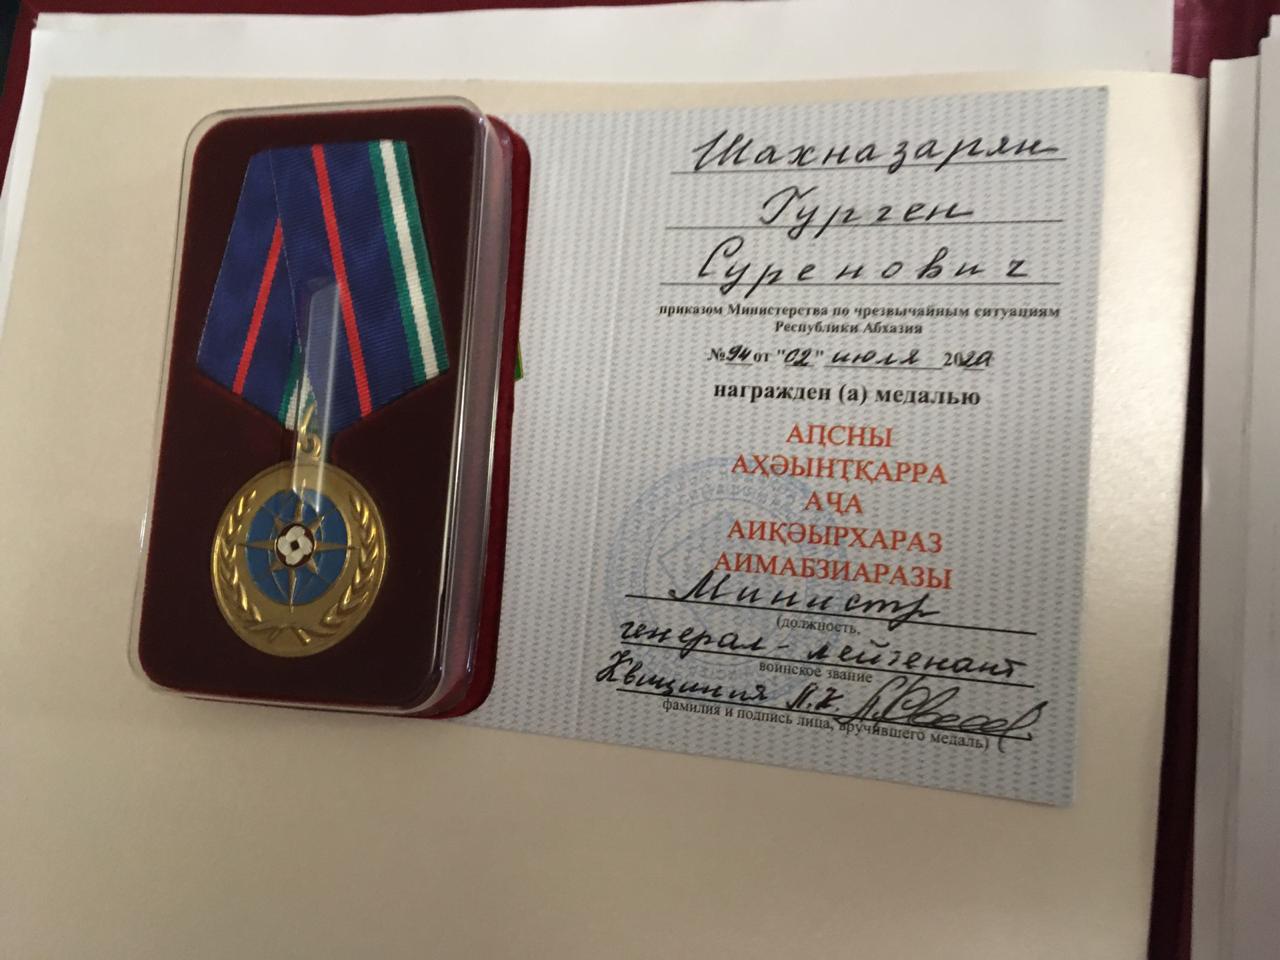 Шахназарян
Гурген
Суренович
приказом Министерства по чрезвычайным ситуациям
Республики Абхазия
№94 от "02" июля 2020
награжден (а) медалью
АԤСНЫ
АҲӘЫНҬҚАРРА
АҶА
АИҚӘЫРХАРАЗ
АИМАБЗИАРАЗЫ
Министр
(должность,
генерал-лейтенант
воинское звание
Квициния Л.К.
фамилия и подпись лица, вручившего медаль)